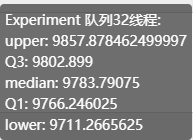 Experiment 队列32线程:
upper: 9857.878462499997
Q3: 9802.899
median: 9783.79075
Q1: 9766.246025
lower: 9711.2665625